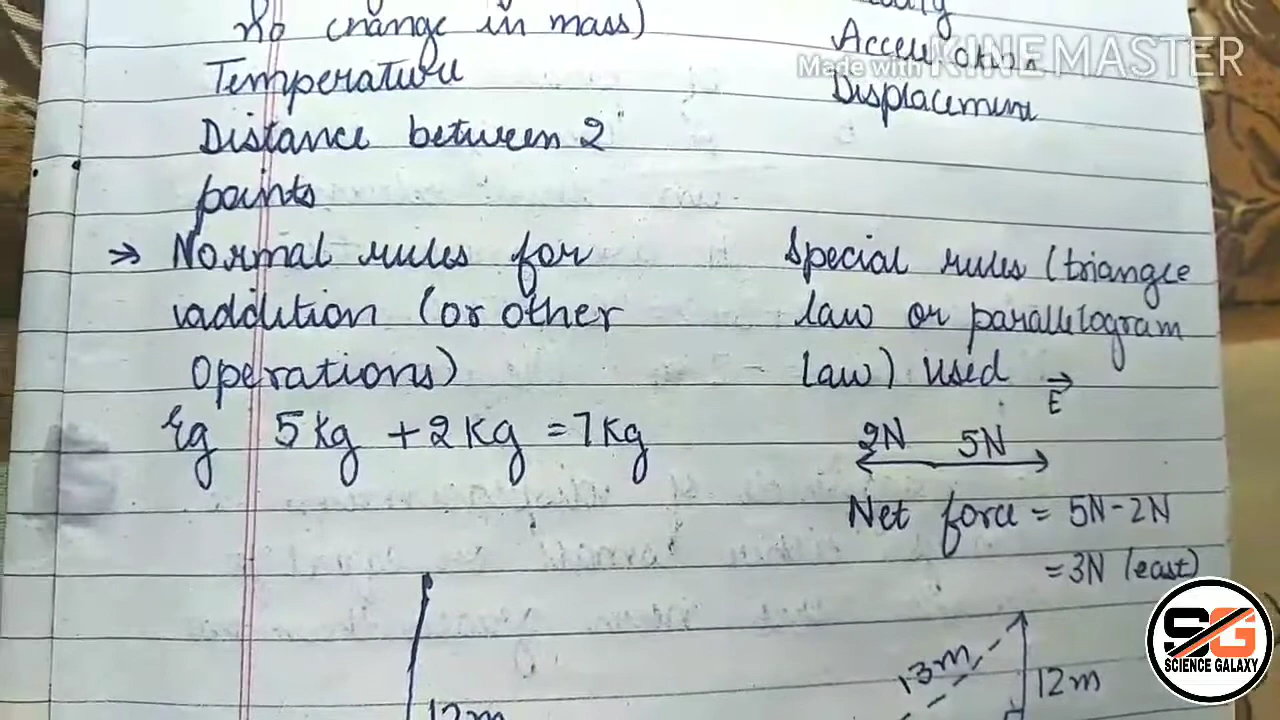 No change in mass)
Temperature
Distance between 2
points
⇒ Normal rules for
addition (or other
operations)
Eg 5 kg + 2 kg = 7 kg
12m
Acceleration
Displacement
Special rules (triangle
law or parallelogram
law) used
E
2N 5N
Net force = 5N - 2N
= 3N (east)
13m
12m
Made with KINEMASTER
SG
SCIENCE GALAXY